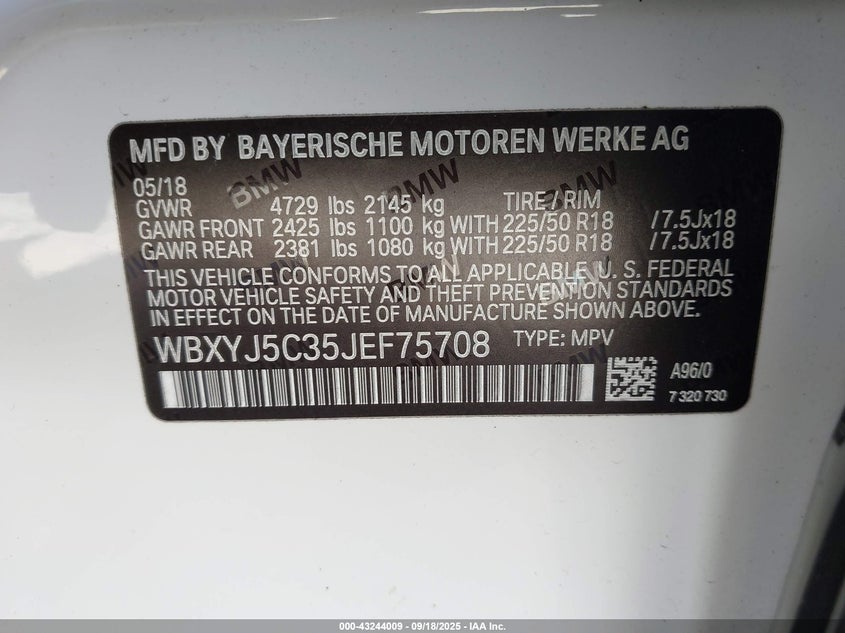 MFD BY BAYERISCHE MOTOREN WERKE AG
05/18
GVWR 4729 lbs 2145 kg TIRE / RIM
GAWR FRONT 2425 lbs 1100 kg WITH 225/50 R18 / 7.5Jx18
GAWR REAR 2381 lbs 1080 kg WITH 225/50 R18 / 7.5Jx18
THIS VEHICLE CONFORMS TO ALL APPLICABLE U. S. FEDERAL
MOTOR VEHICLE SAFETY AND THEFT PREVENTION STANDARDS
IN EFFECT ON THE DATE OF MANUFACTURE SHOWN ABOVE.
WBXYJ5C35JEF75708 TYPE: MPV
A96/0
7 320 730
000-43244009 - 09/18/2025 - IAA Inc.